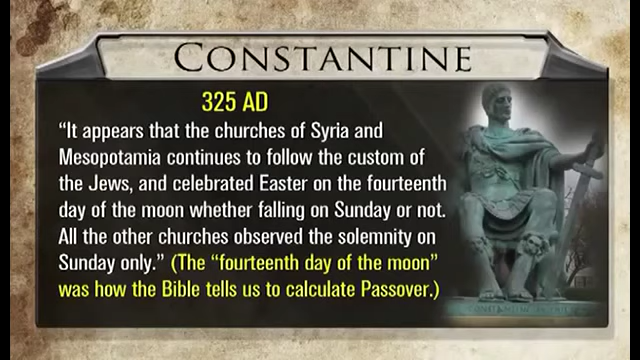 CONSTANTINE
325 AD
“It appears that the churches of Syria and
Mesopotamia continues to follow the custom of
the Jews, and celebrated Easter on the fourteenth
day of the moon whether falling on Sunday or not.
All the other churches observed the solemnity on
Sunday only.” (The “fourteenth day of the moon”
was how the Bible tells us to calculate Passover.)